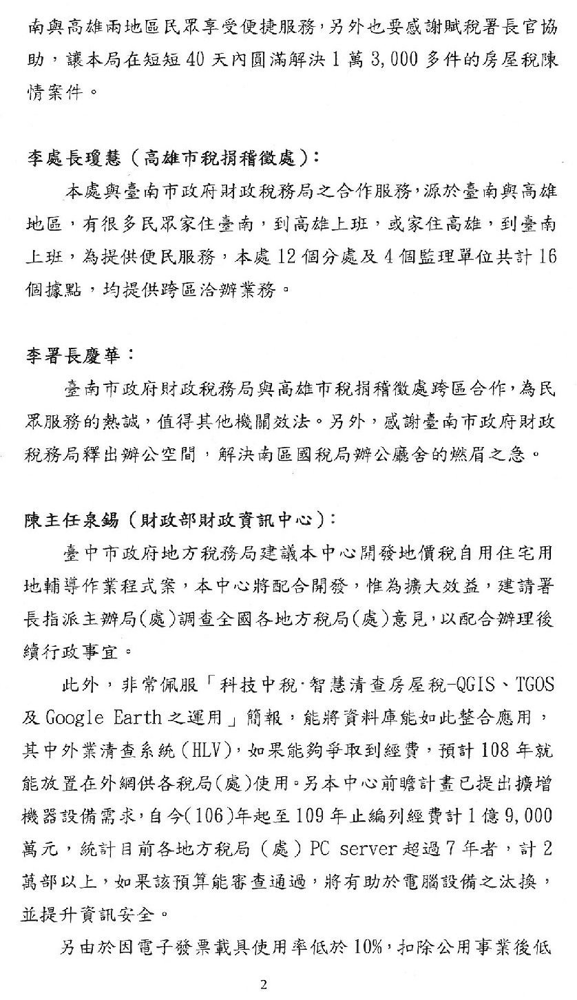 南與高雄兩地區民眾享受便捷服務，另外也要感謝賦稅署長官協
助，讓本局在短短 40 天內圓滿解決 1 萬 3,000 多件的房屋稅陳
情案件。
李處長瓊慧（高雄市稅捐稽徵處）：
本處與臺南市政府財政稅務局之合作服務，源於臺南與高雄
地區，有很多民眾家住臺南，到高雄上班，或家住高雄，到臺南
上班，為提供便民服務，本處 12 個分處及 4 個監理單位共計 16
個據點，均提供跨區洽辦業務。
李署長慶華：
臺南市政府財政稅務局與高雄市稅捐稽徵處跨區合作，為民
眾服務的熱誠，值得其他機關效法。另外，感謝臺南市政府財政
稅務局釋出辦公空間，解決南區國稅局辦公廳舍的燃眉之急。
陳主任泉錫（財政部財政資訊中心）：
臺中市政府地方稅務局建議本中心開發地價稅自用住宅用
地輔導作業程式案，本中心將配合開發，惟為擴大效益，建請署
長指派主辦局(處)調查全國各地方稅局(處)意見，以配合辦理後
續行政事宜。
此外，非常佩服「科技中稅·智慧清查房屋稅-QGIS、TGOS
及 Google Earth 之運用」簡報，能將資料庫能如此整合應用，
其中外業清查系統(HLV)，如果能夠爭取到經費，預計 108 年就
能放置在外網供各稅局(處)使用。另本中心前瞻計畫已提出擴增
機器設備需求，自今(106)年起至 109 年止編列經費計 1 億 9,000
萬元，統計目前各地方稅局（處）PC server 超過 7 年者，計 2
萬部以上，如果該預算能審查通過，將有助於電腦設備之汰換，
並提升資訊安全。
另由於因電子發票載具使用率低於 10%，扣除公用事業後低
2